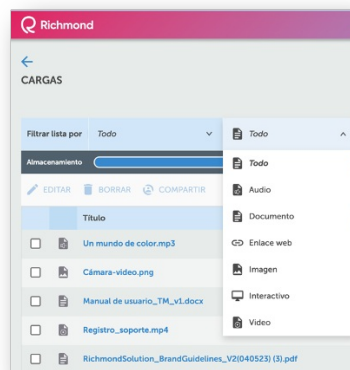 Richmond
CARGAS
Filtrar lista por Todo Todo
Almacenamiento Todo
EDITAR BORRAR COMPARTIR Audio
Título Documento
Un mundo de color.mp3 Enlace web
Cámara-video.png Imagen
Manual de usuario_TM_v1.docx Interactivo
Registro_soporte.mp4 Video
RichmondSolution_BrandGuidelines_V2(040523) (3).pdf